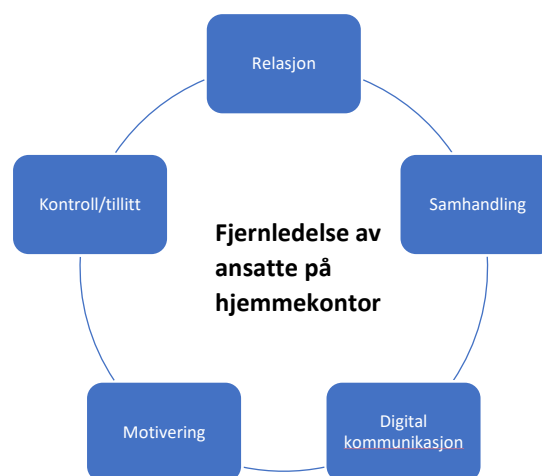 Relasjon
Kontroll/tillitt
Samhandling
Fjernledelse av
ansatte på
hjemmekontor
Motivering
Digital
kommunikasjon